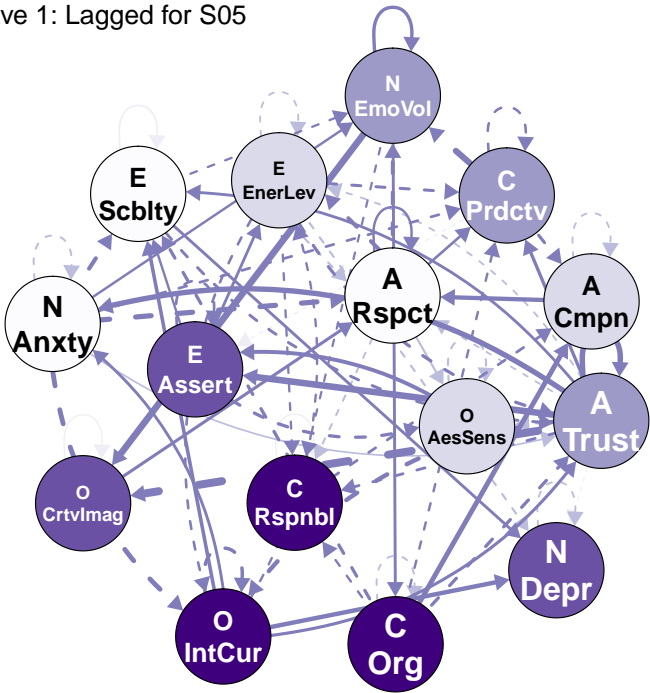 ve 1: Lagged for S05
N
EmoVol
E
Scblty
E
EnerLev
C
Prdctv
A
Rspct
A
Cmpn
N
Anxty
E
Assert
O
AesSens
A
Trust
O
CrtvImag
C
Rspnbl
N
Depr
O
IntCur
C
Org